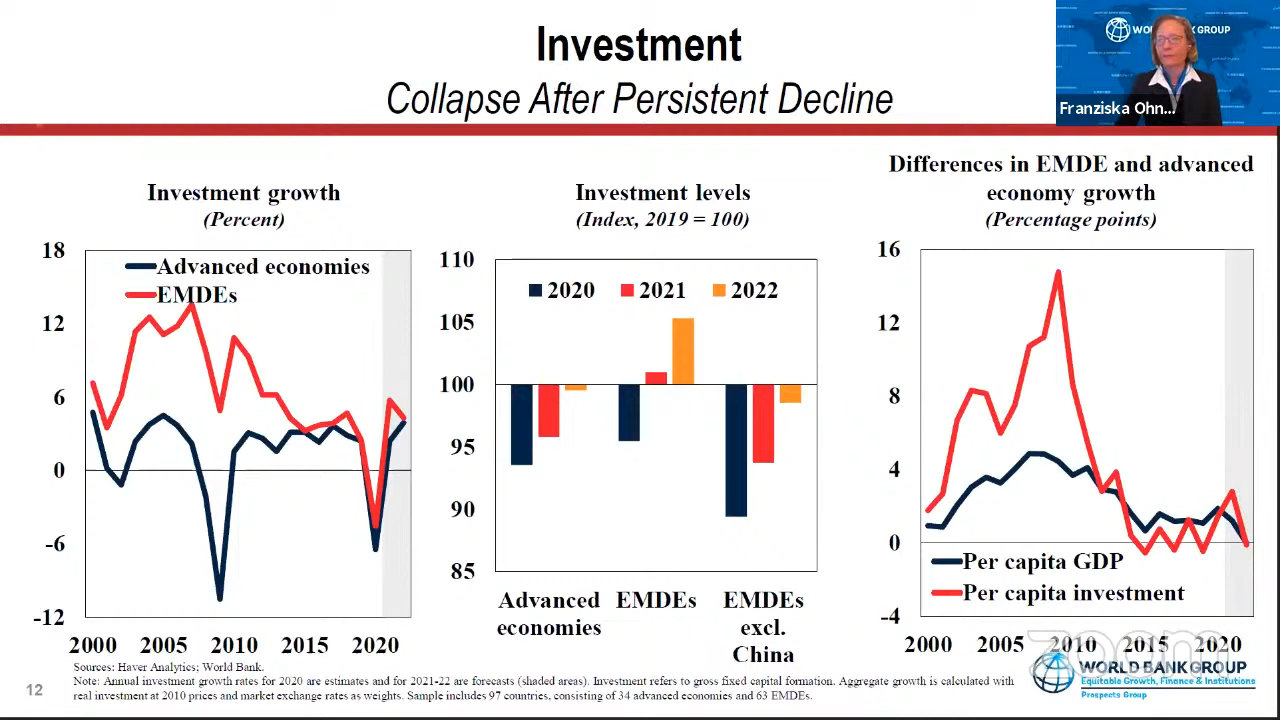 Investment
Collapse After Persistent Decline
WORLD BANK GROUP
Franziska Ohn...
Investment growth
(Percent)
18
12
6
0
-6
-12
Advanced economies
EMDEs
2000 2005 2010 2015 2020
Investment levels
(Index, 2019 = 100)
110
105
100
95
90
85
2020 2021 2022
Advanced economies
EMDEs
EMDEs excl. China
Differences in EMDE and advanced
economy growth
(Percentage points)
16
12
8
4
0
-4
Per capita GDP
Per capita investment
2000 2005 2010 2015 2020
zoom
Sources: Haver Analytics; World Bank.
Note: Annual investment growth rates for 2020 are estimates and for 2021-22 are forecasts (shaded areas). Investment refers to gross fixed capital formation. Aggregate growth is calculated with
real investment at 2010 prices and market exchange rates as weights. Sample includes 97 countries, consisting of 34 advanced economies and 63 EMDEs.
12
WORLD BANK GROUP
Equitable Growth, Finance & Institutions
Prospects Group